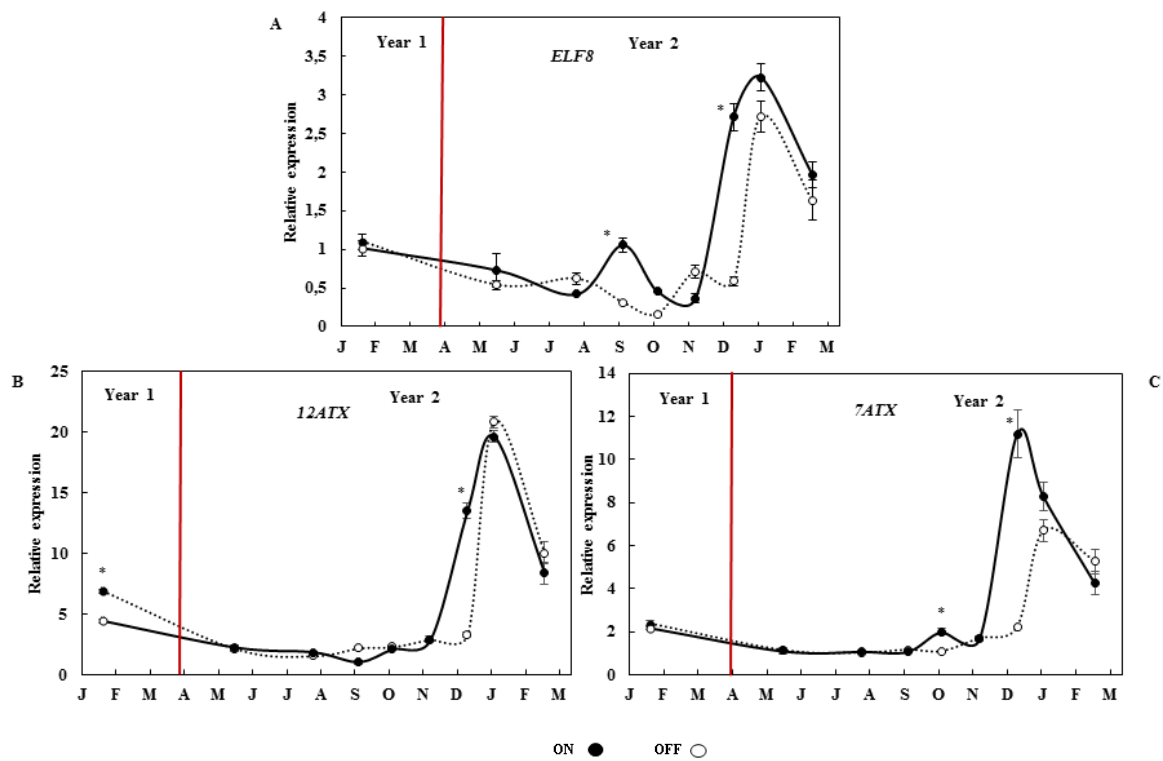 A
4
3,5
3
2,5
2
1,5
1
0,5
0
Relative expression
Year 1
ELF8
Year 2
*
*
J F M A M J J A S O N D J F M
B
25
20
15
10
5
0
Relative expression
Year 1
12ATX
Year 2
*
*
J F M A M J J A S O N D J F M
C
14
12
10
8
6
4
2
0
Relative expression
Year 1
7ATX
Year 2
*
*
J F M A M J J A S O N D J F M
ON OFF